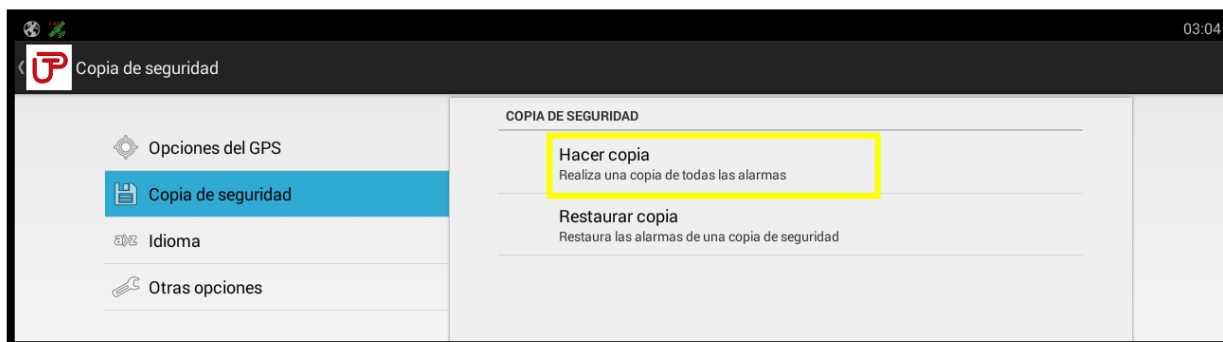 03:04
UP Copia de seguridad
Opciones del GPS
Copia de seguridad
Idioma
Otras opciones
COPIA DE SEGURIDAD
Hacer copia
Realiza una copia de todas las alarmas
Restaurar copia
Restaura las alarmas de una copia de seguridad